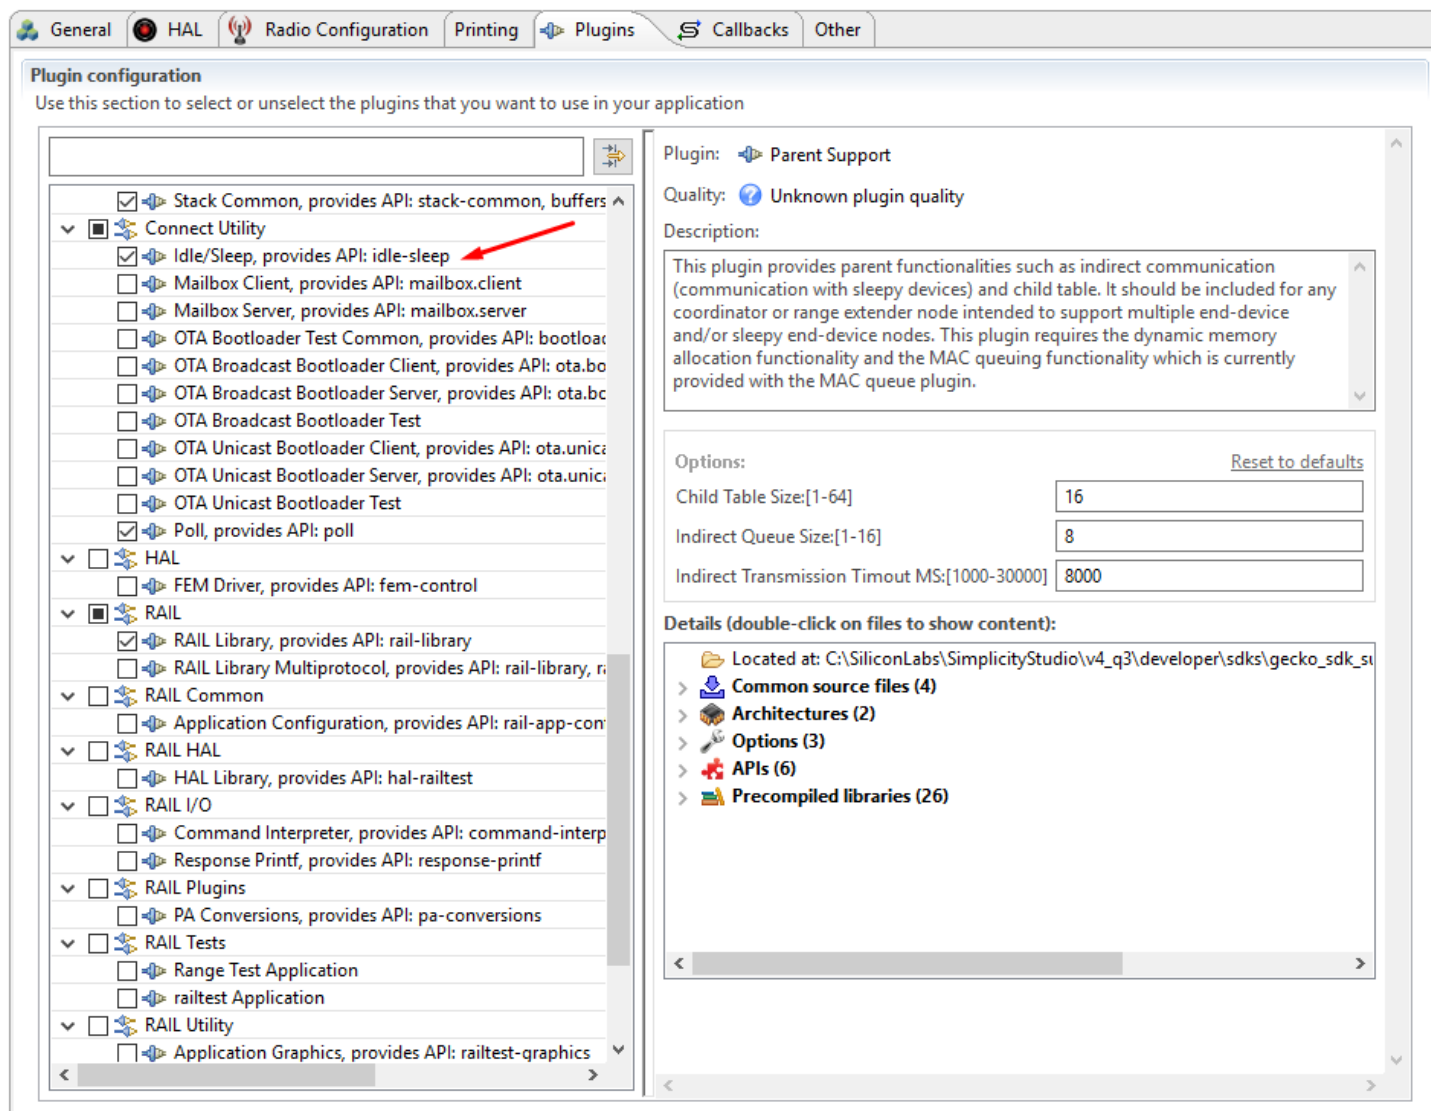 General HAL Radio Configuration Printing Plugins Callbacks Other
Plugin configuration
Use this section to select or unselect the plugins that you want to use in your application
Stack Common, provides API: stack-common, buffers
Connect Utility
Idle/Sleep, provides API: idle-sleep
Mailbox Client, provides API: mailbox.client
Mailbox Server, provides API: mailbox.server
OTA Bootloader Test Common, provides API: bootload
OTA Broadcast Bootloader Client, provides API: ota.bo
OTA Broadcast Bootloader Server, provides API: ota.bc
OTA Broadcast Bootloader Test
OTA Unicast Bootloader Client, provides API: ota.unica
OTA Unicast Bootloader Server, provides API: ota.unic
OTA Unicast Bootloader Test
Poll, provides API: poll
HAL
FEM Driver, provides API: fem-control
RAIL
RAIL Library, provides API: rail-library
RAIL Library Multiprotocol, provides API: rail-library, r
RAIL Common
Application Configuration, provides API: rail-app-con
RAIL HAL
HAL Library, provides API: hal-railtest
RAIL I/O
Command Interpreter, provides API: command-interp
Response Printf, provides API: response-printf
RAIL Plugins
PA Conversions, provides API: pa-conversions
RAIL Tests
Range Test Application
railtest Application
RAIL Utility
Application Graphics, provides API: railtest-graphics
Plugin: Parent Support
Quality: Unknown plugin quality
Description:
This plugin provides parent functionalities such as indirect communication
(communication with sleepy devices) and child table. It should be included for any
coordinator or range extender node intended to support multiple end-device
and/or sleepy end-device nodes. This plugin requires the dynamic memory
allocation functionality and the MAC queuing functionality which is currently
provided with the MAC queue plugin.
Options: Reset to defaults
Child Table Size:[1-64] 16
Indirect Queue Size:[1-16] 8
Indirect Transmission Timout MS:[1000-30000] 8000
Details (double-click on files to show content):
Located at: C:\SiliconLabs\SimplicityStudio\v4_q3\developer\sdks\gecko_sdk_su
Common source files (4)
Architectures (2)
Options (3)
APIs (6)
Precompiled libraries (26)